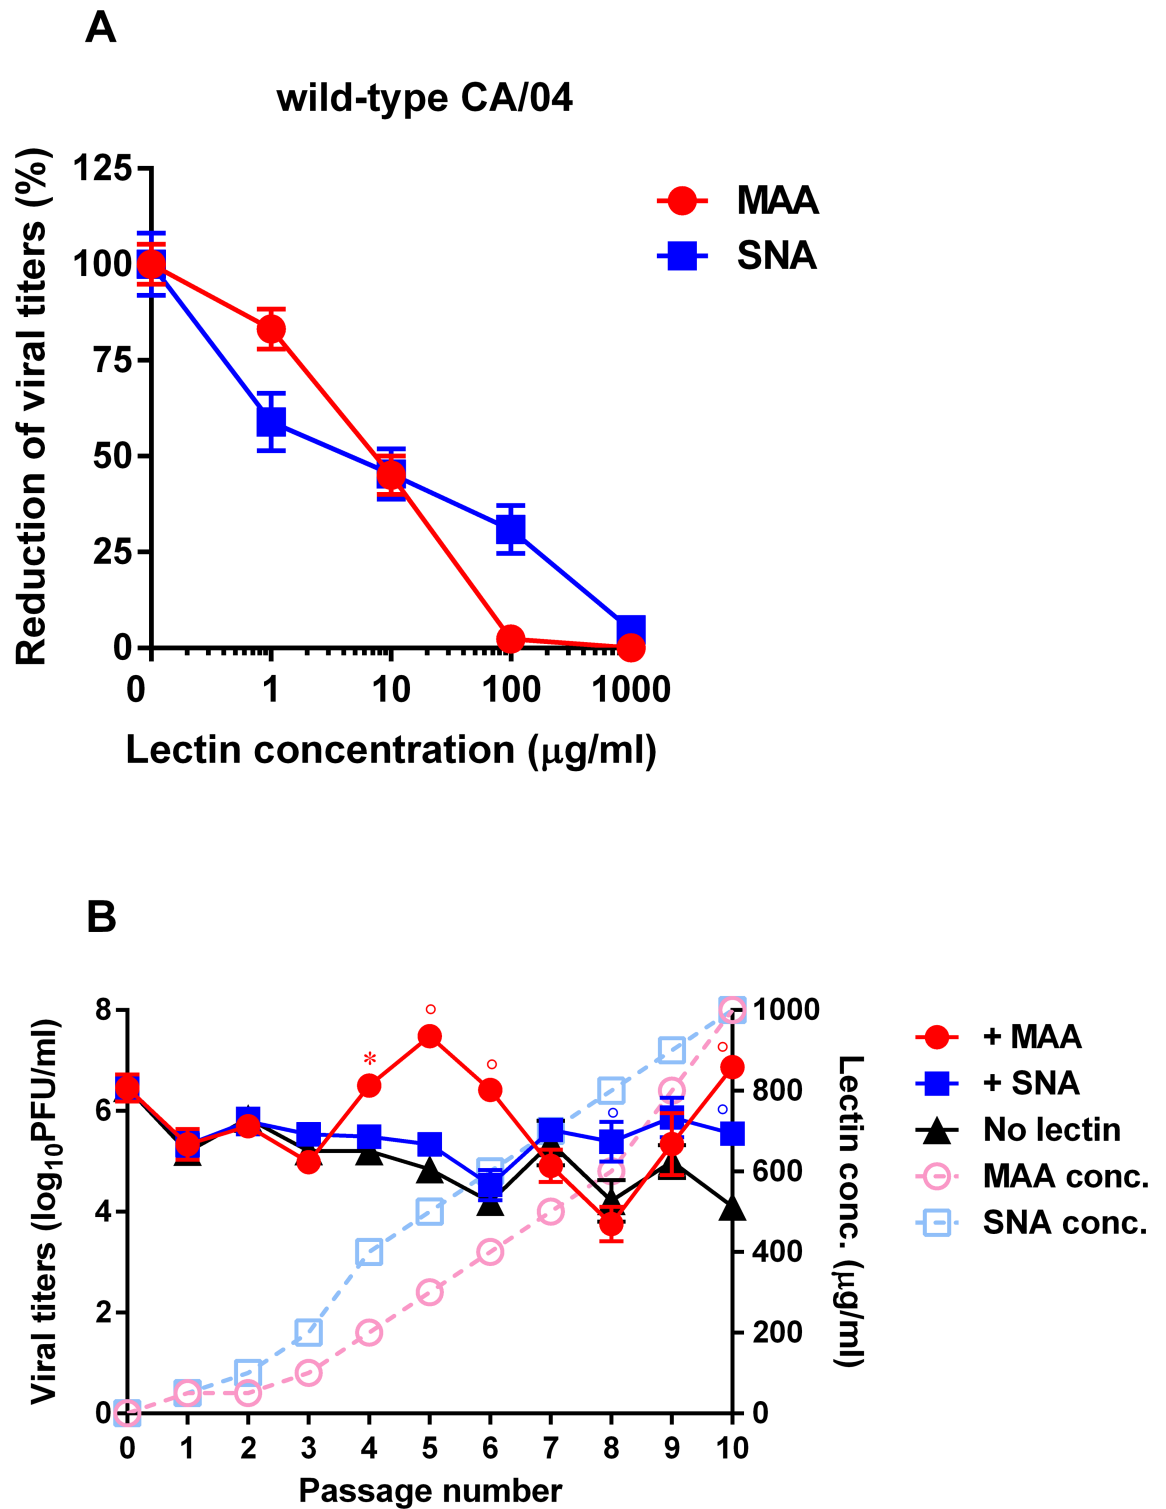 A
wild-type CA/04
Reduction of viral titers (%)
125
100
75
50
25
0
0 1 10 100 1000
Lectin concentration (μg/ml)
MAA
SNA
B
Viral titers (log10PFU/ml)
8
6
4
2
0
*
0 1 2 3 4 5 6 7 8 9 10
Passage number
1000
800
600
400
200
0
Lectin conc. (μg/ml)
+ MAA
+ SNA
No lectin
MAA conc.
SNA conc.